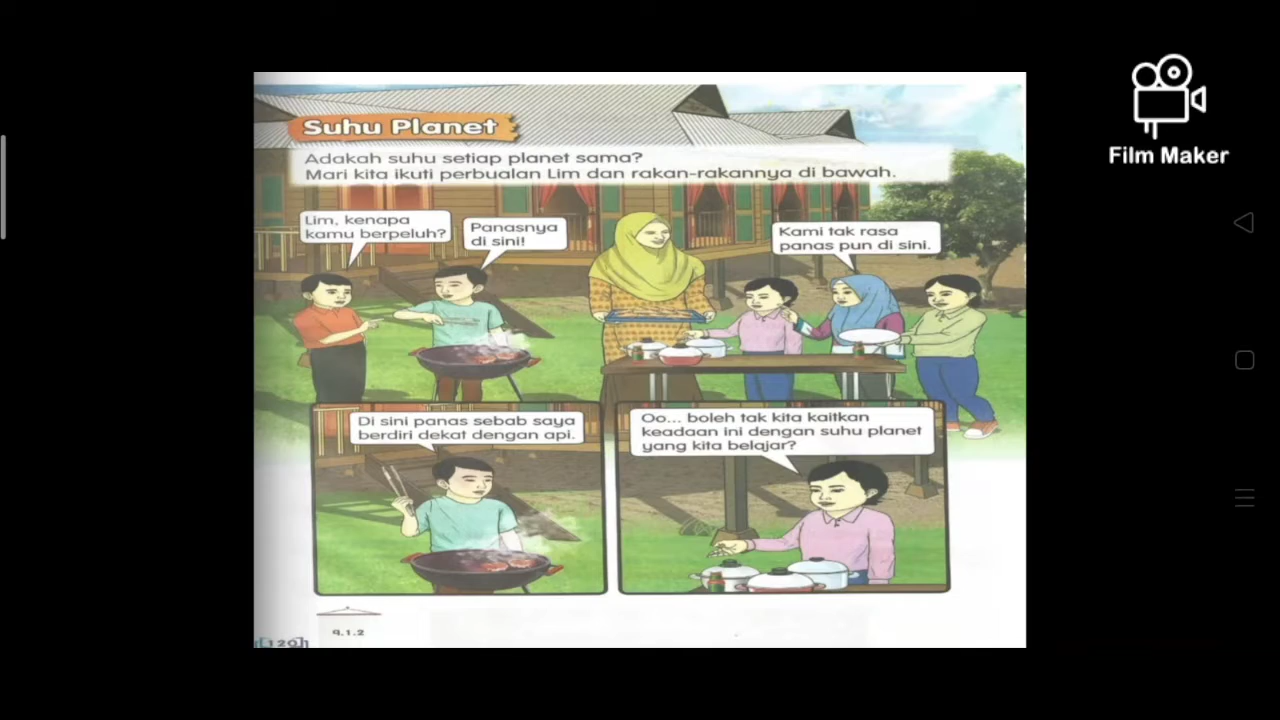 Film Maker
Suhu Planet
Adakah suhu setiap planet sama?
Mari kita ikuti perbualan Lim dan rakan-rakannya di bawah.
Lim, kenapa
kamu berpeluh?
Panasnya
di sini!
Kami tak rasa
panas pun di sini.
Di sini panas sebab saya
berdiri dekat dengan api.
Oo... boleh tak kita kaitkan
keadaan ini dengan suhu planet
yang kita belajar?
9.1.2
120